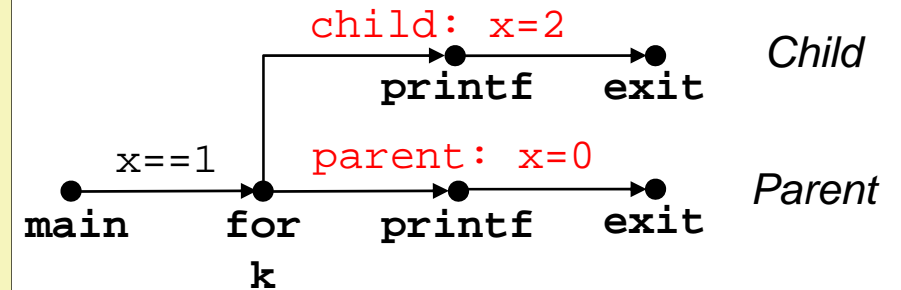 child: x=2
Child
printf exit
x==1 parent: x=0
Parent
main for printf exit
k